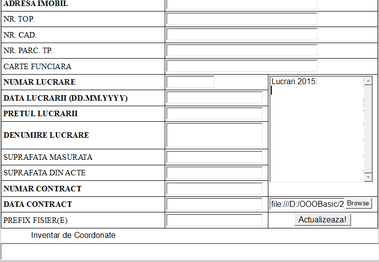 ADRESA IMOBIL
NR. TOP.
NR. CAD.
NR. PARC. TP.
CARTE FUNCIARA
NUMAR LUCRARE
Lucrari 2015:
DATA LUCRARII (DD.MM.YYYY)
PRETUL LUCRARII
DENUMIRE LUCRARE
SUPRAFATA MASURATA
SUPRAFATA DIN ACTE
NUMAR CONTRACT
DATA CONTRACT
file:///D:/OOOBasic/2 Browse
PREFIX FISIER(E)
Actualizeaza!
Inventar de Coordonate